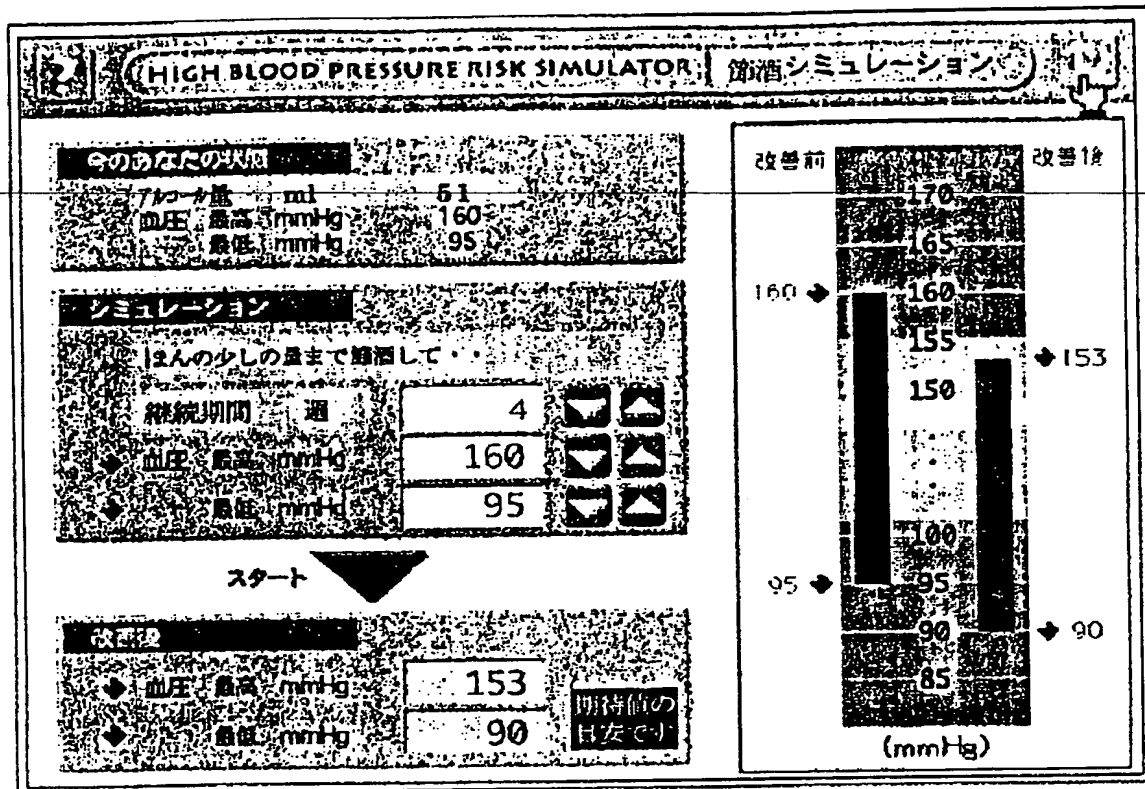 HIGH BLOOD PRESSURE RISK SIMULATOR 節酒シミュレーション
今のあなたの状態
アルコール量 ml 51
血圧 最高 mmHg 160
最低 mmHg 95
シミュレーション
ほんの少しの量まで節酒して・・
継続期間 週 4
血圧 最高 mmHg 160
最低 mmHg 95
スタート
改善後
血圧 最高 mmHg 153
最低 mmHg 90
期待値の
目安です
改善前 改善後
170
165
160 160
155
153
150
100
95 95
90 90
85
(mmHg)